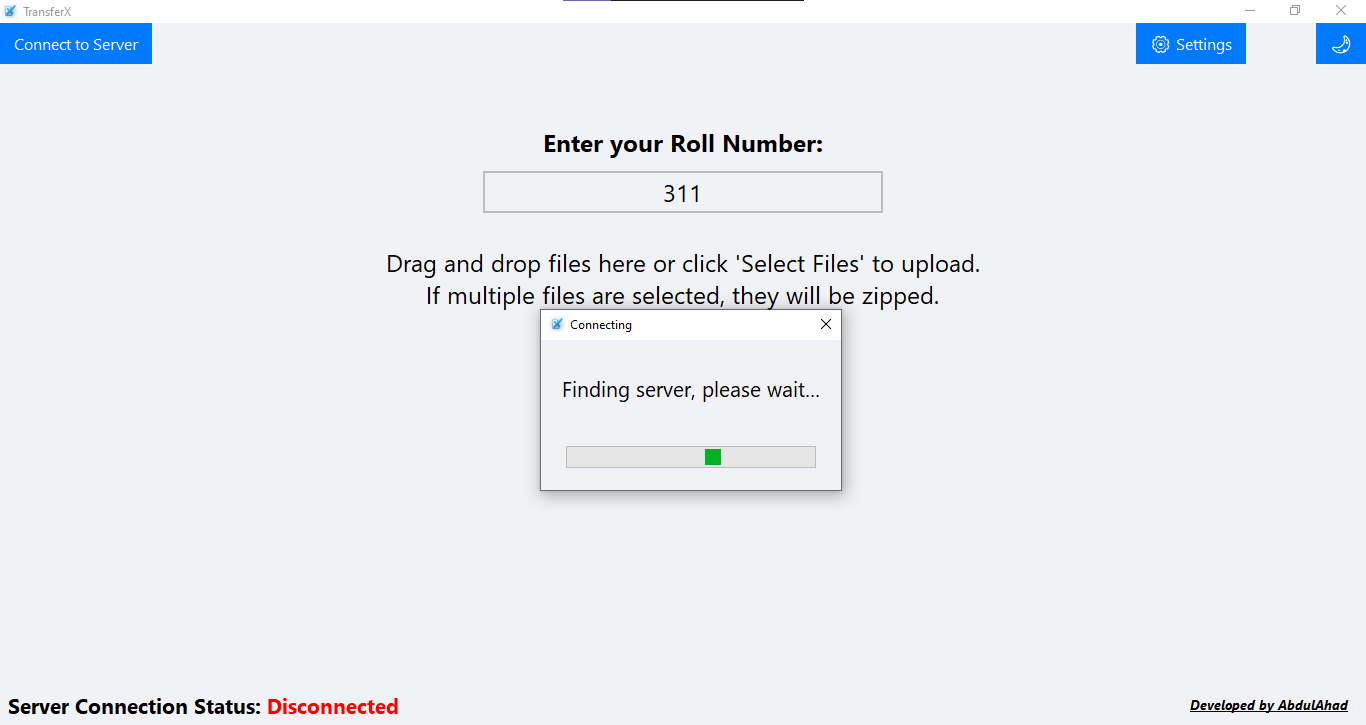 TransferX
Connect to Server
Settings
Enter your Roll Number:
311
Drag and drop files here or click 'Select Files' to upload.
If multiple files are selected, they will be zipped.
Connecting
Finding server, please wait...
Server Connection Status: Disconnected
Developed by AbdulAhad